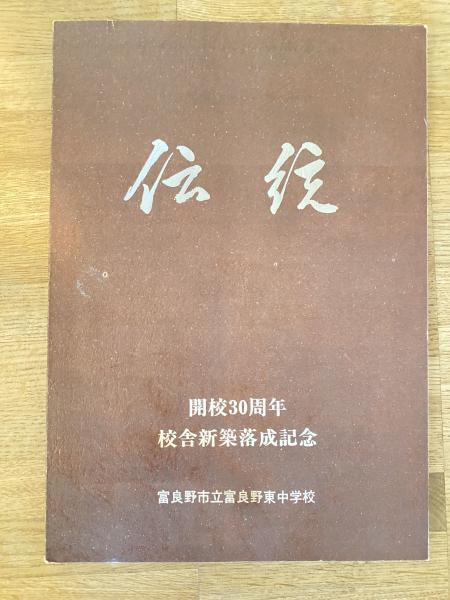 伝統
開校30周年
校舎新築落成記念
富良野市立富良野東中学校